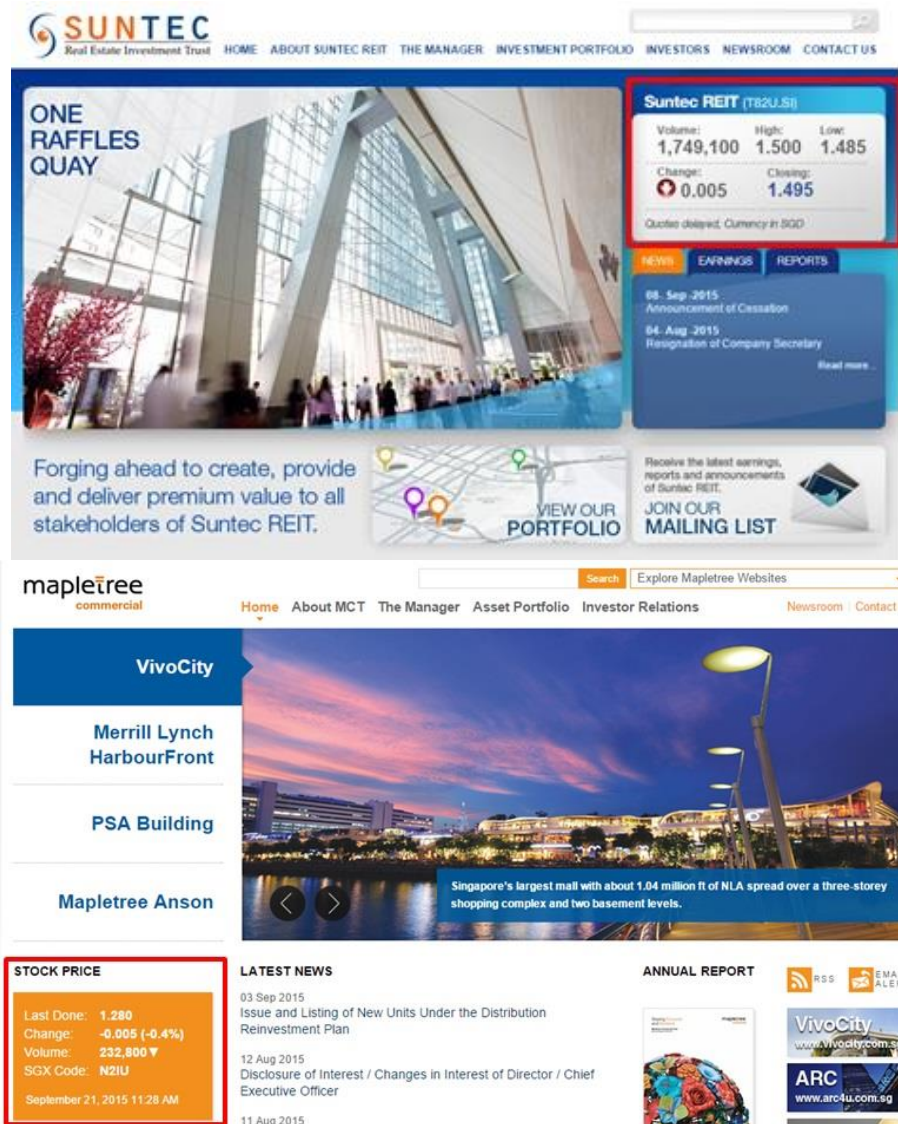 SUNTEC
Real Estate Investment Trust
HOME ABOUT SUNTEC REIT THE MANAGER INVESTMENT PORTFOLIO INVESTORS NEWSROOM CONTACT US
ONE
RAFFLES
QUAY
Suntec REIT (T82U.SI)
Volume: High: Low:
1,749,100 1.500 1.485
Change: Closing:
0.005 1.495
Quotes delayed, Currency in SGD
NEWS EARNINGS REPORTS
08- Sep -2015
Announcement of Cessation
04- Aug -2015
Resignation of Company Secretary
Read more...
Forging ahead to create, provide
and deliver premium value to all
stakeholders of Suntec REIT.
VIEW OUR
PORTFOLIO
Receive the latest earnings,
reports and announcements
of Suntec REIT.
JOIN OUR
MAILING LIST
mapletree
commercial
Search Explore Mapletree Websites
Home About MCT The Manager Asset Portfolio Investor Relations Newsroom | Contact
VivoCity
Merrill Lynch
HarbourFront
PSA Building
Mapletree Anson
Singapore's largest mall with about 1.04 million ft of NLA spread over a three-storey
shopping complex and two basement levels.
STOCK PRICE
Last Done: 1.280
Change: -0.005 (-0.4%)
Volume: 232,800 ▼
SGX Code: N2IU
September 21, 2015 11:28 AM
LATEST NEWS
03 Sep 2015
Issue and Listing of New Units Under the Distribution
Reinvestment Plan
12 Aug 2015
Disclosure of Interest / Changes in Interest of Director / Chief
Executive Officer
11 Aug 2015
ANNUAL REPORT
mapletree
RSS
EMA
ALE
VivoCity
www.vivocity.com.s
ARC
www.arc4u.com.sg